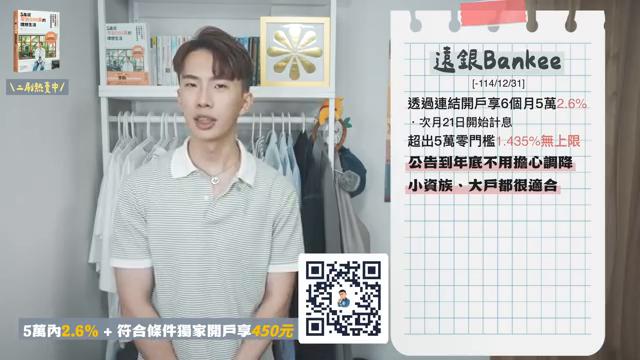 \二刷熱賣中/
遠銀Bankee
[-114/12/31]
透過連結開戶享6個月5萬2.6%
．次月21日開始計息
超出5萬零門檻1.435%無上限
公告到年底不用擔心調降
小資族、大戶都很適合
5萬內2.6% + 符合條件獨家開戶享450元